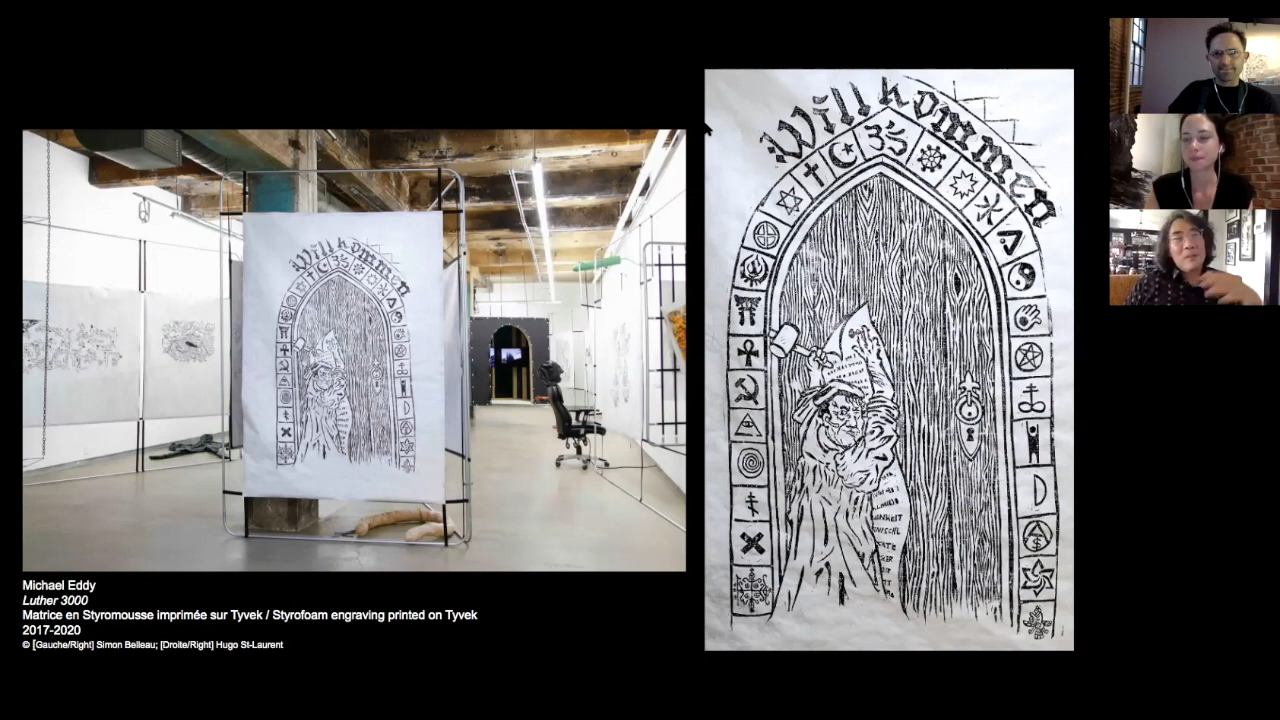 Willkommen
Willkommen
Michael Eddy
Luther 3000
Matrice en Styromousse imprimée sur Tyvek / Styrofoam engraving printed on Tyvek
2017-2020
© [Gauche/Right] Simon Belleau; [Droite/Right] Hugo St-Laurent